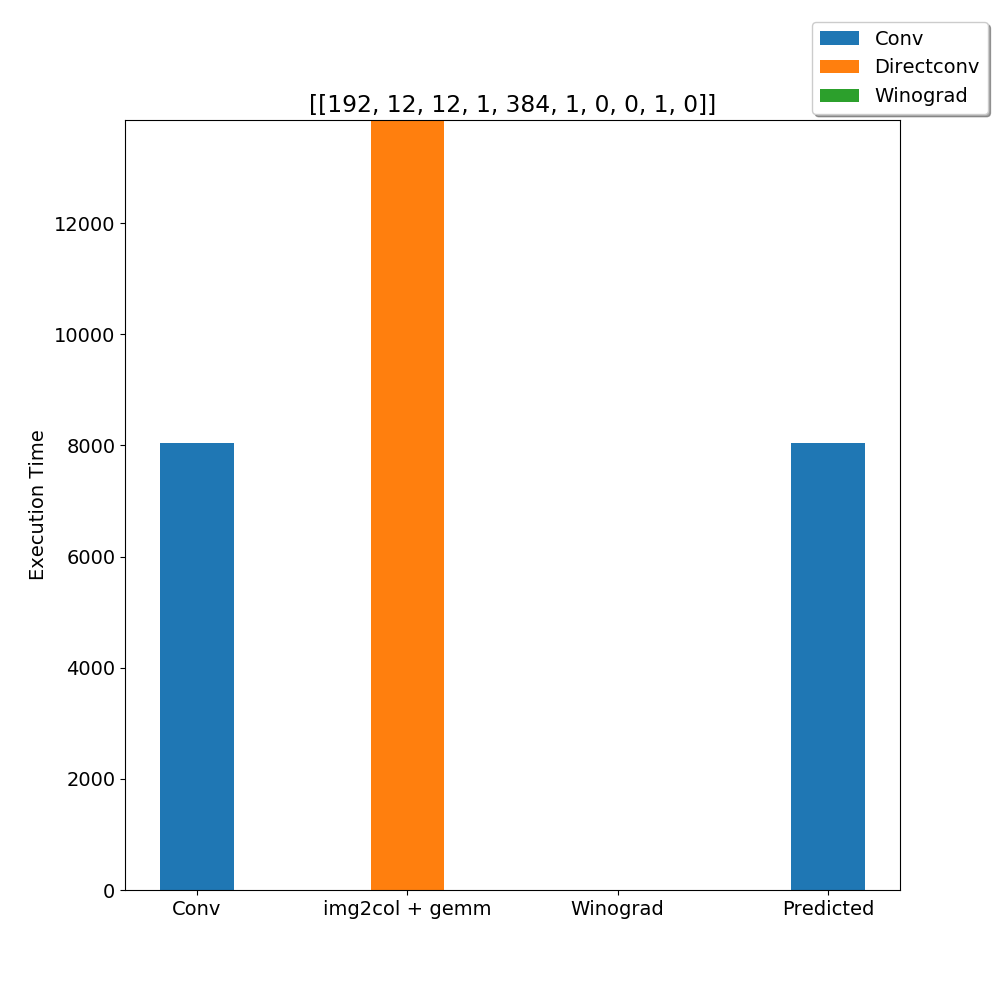 Conv
Directconv
Winograd
[[192, 12, 12, 1, 384, 1, 0, 0, 1, 0]]
Execution Time
12000
10000
8000
6000
4000
2000
0
Conv
img2col + gemm
Winograd
Predicted